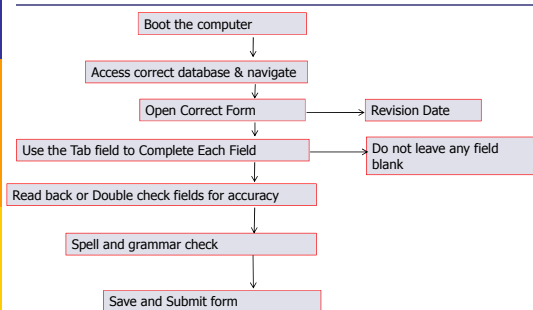 Boot the computer
Access correct database & navigate
Open Correct Form
Revision Date
Use the Tab field to Complete Each Field
Do not leave any field
blank
Read back or Double check fields for accuracy
Spell and grammar check
Save and Submit form